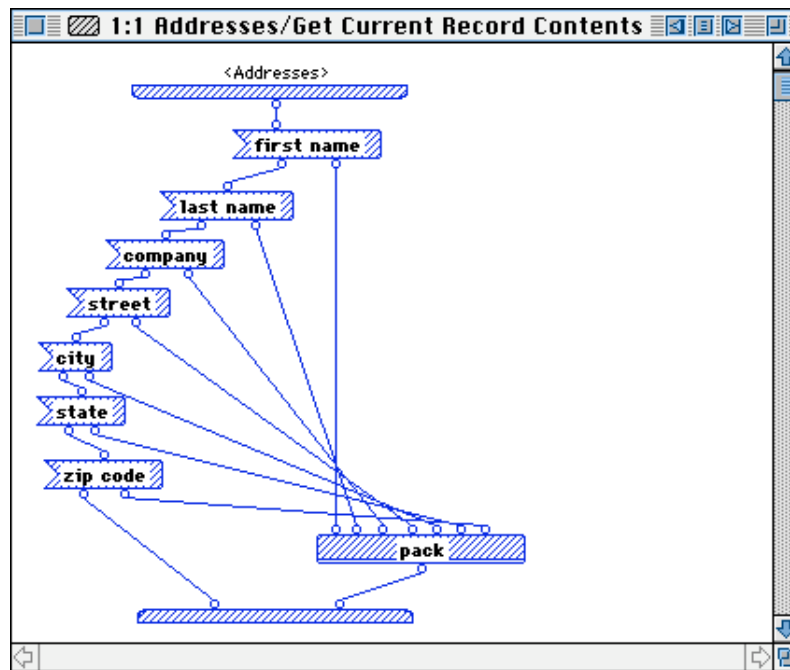 1:1 Addresses/Get Current Record Contents
<Addresses>
first name
last name
company
street
city
state
zip code
pack